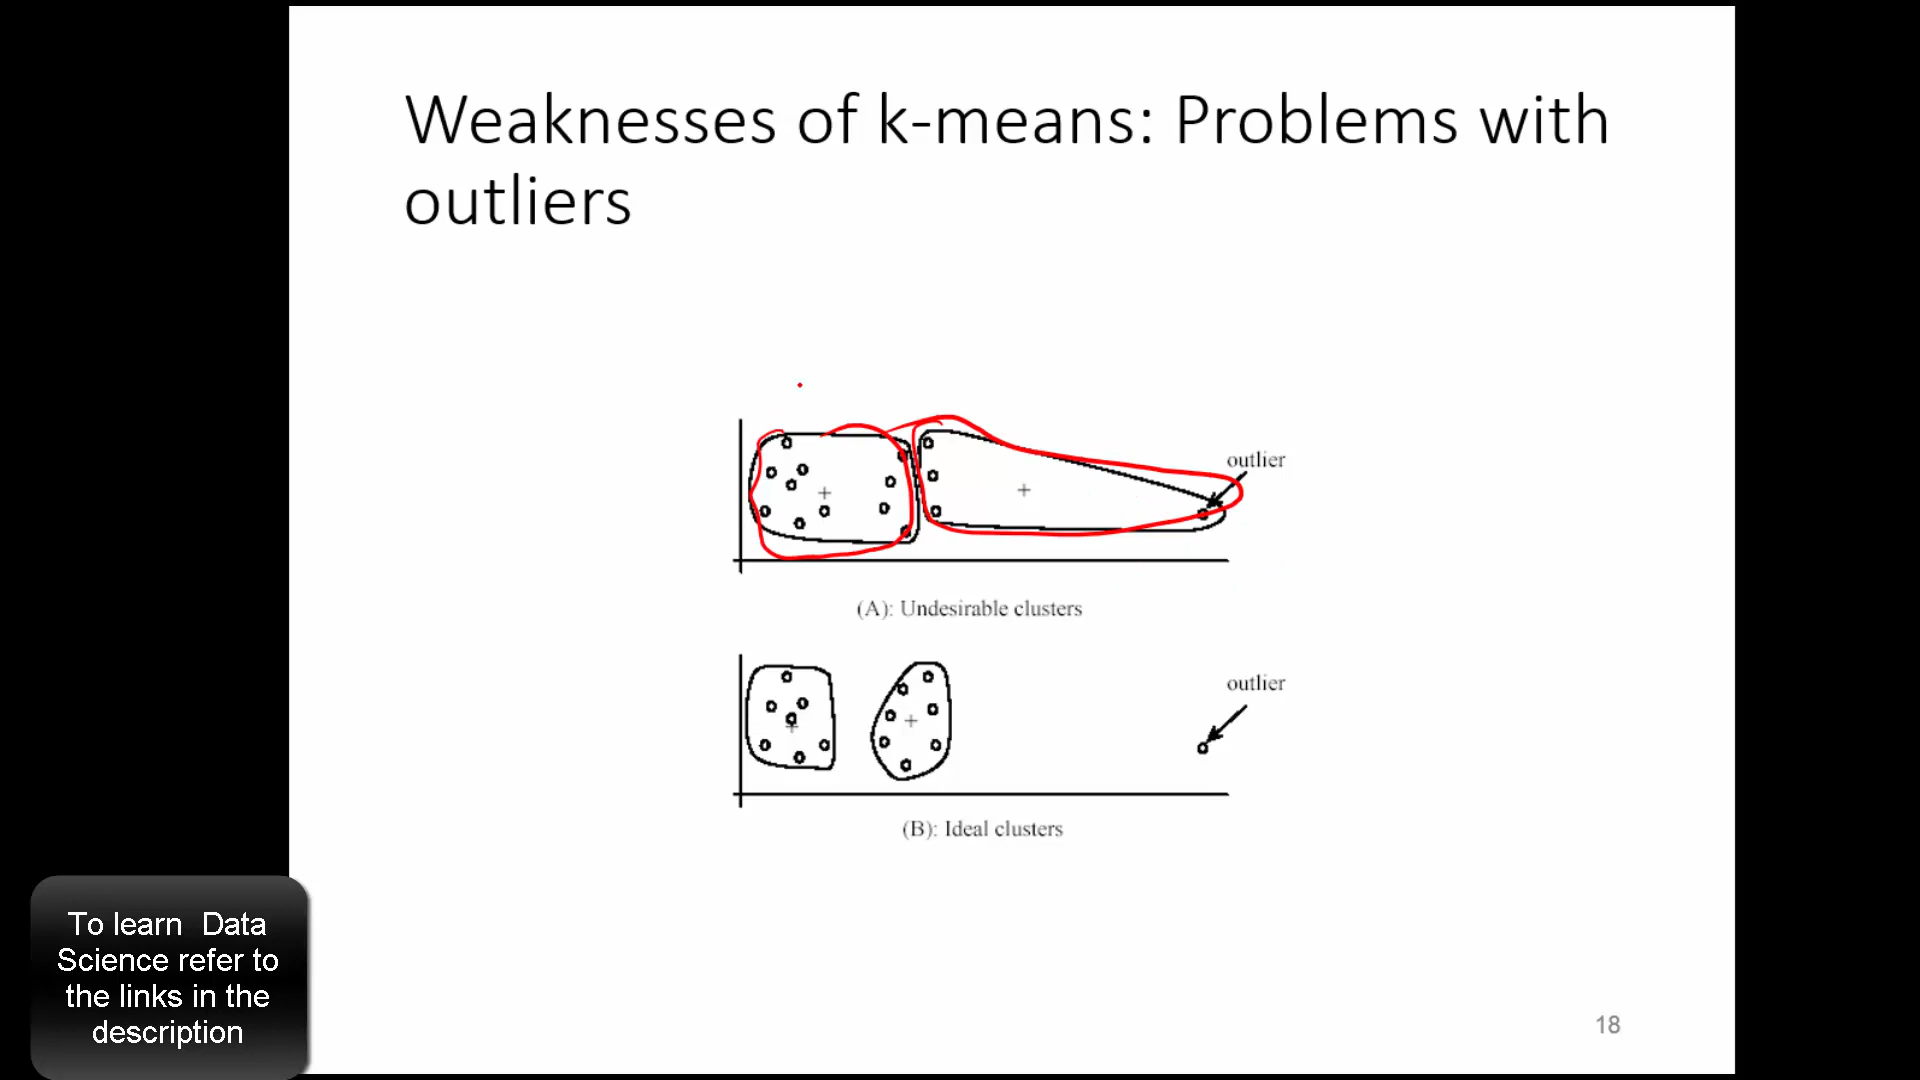 Weaknesses of k-means: Problems with
outliers
outlier
(A): Undesirable clusters
outlier
(B): Ideal clusters
To learn Data
Science refer to
the links in the
description
18